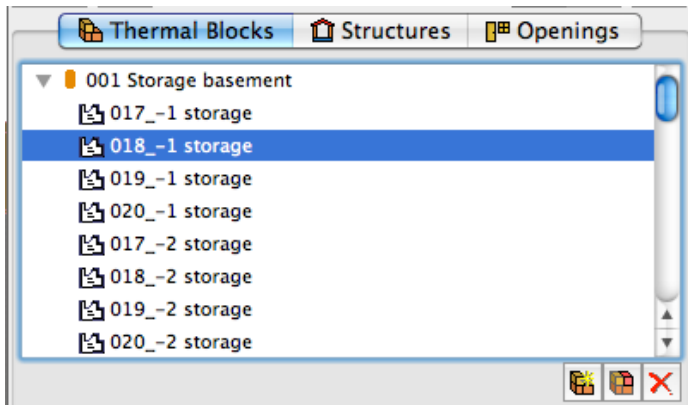 Thermal Blocks Structures Openings
001 Storage basement
017_-1 storage
018_-1 storage
019_-1 storage
020_-1 storage
017_-2 storage
018_-2 storage
019_-2 storage
020_-2 storage